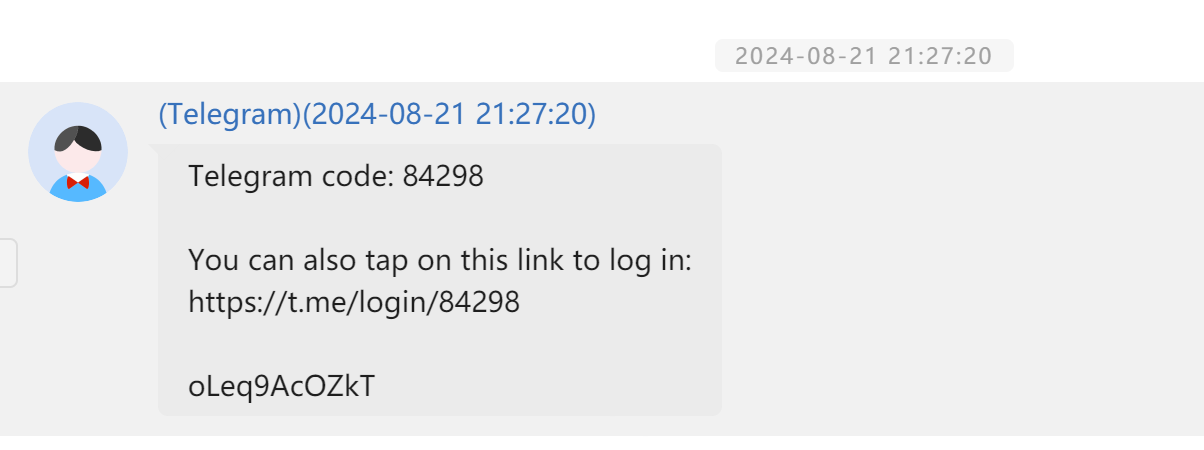 2024-08-21 21:27:20
(Telegram)(2024-08-21 21:27:20)
Telegram code: 84298
You can also tap on this link to log in:
https://t.me/login/84298
oLeq9AcOZkT